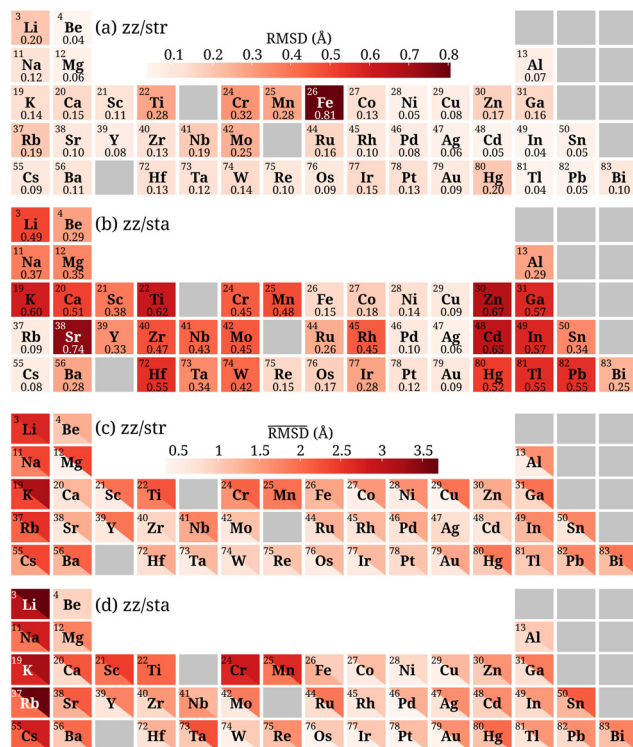 3 4 (a) zz/str
Li Be
0.20 0.04
RMSD (Å)
0.1 0.2 0.3 0.4 0.5 0.6 0.7 0.8
11 12 13
Na Mg Al
0.12 0.06 0.07
19 20 21 22 24 25 26 27 28 29 30 31
K Ca Sc Ti Cr Mn Fe Co Ni Cu Zn Ga
0.14 0.15 0.11 0.28 0.32 0.28 0.81 0.13 0.05 0.08 0.17 0.16
37 38 39 40 41 42 44 45 46 47 48 49 50
Rb Sr Y Zr Nb Mo Ru Rh Pd Ag Cd In Sn
0.19 0.10 0.08 0.13 0.19 0.25 0.16 0.10 0.08 0.06 0.05 0.04 0.05
55 56 72 73 74 75 76 77 78 79 80 81 82 83
Cs Ba Hf Ta W Re Os Ir Pt Au Hg Tl Pb Bi
0.09 0.11 0.13 0.12 0.14 0.10 0.09 0.15 0.13 0.09 0.20 0.04 0.05 0.10
3 4 (b) zz/sta
Li Be
0.49 0.29
11 12 13
Na Mg Al
0.37 0.35 0.29
19 20 21 22 24 25 26 27 28 29 30 31
K Ca Sc Ti Cr Mn Fe Co Ni Cu Zn Ga
0.60 0.51 0.38 0.62 0.45 0.48 0.15 0.18 0.14 0.09 0.67 0.57
37 38 39 40 41 42 44 45 46 47 48 49 50
Rb Sr Y Zr Nb Mo Ru Rh Pd Ag Cd In Sn
0.09 0.74 0.33 0.47 0.43 0.45 0.26 0.45 0.10 0.06 0.65 0.57 0.34
55 56 72 73 74 75 76 77 78 79 80 81 82 83
Cs Ba Hf Ta W Re Os Ir Pt Au Hg Tl Pb Bi
0.08 0.28 0.55 0.34 0.42 0.15 0.17 0.28 0.12 0.09 0.52 0.55 0.55 0.25
3 4 (c) zz/str
Li Be
RMSD (Å)
0.5 1 1.5 2 2.5 3 3.5
11 12 13
Na Mg Al
19 20 21 22 24 25 26 27 28 29 30 31
K Ca Sc Ti Cr Mn Fe Co Ni Cu Zn Ga
37 38 39 40 41 42 44 45 46 47 48 49 50
Rb Sr Y Zr Nb Mo Ru Rh Pd Ag Cd In Sn
55 56 72 73 74 75 76 77 78 79 80 81 82 83
Cs Ba Hf Ta W Re Os Ir Pt Au Hg Tl Pb Bi
3 4 (d) zz/sta
Li Be
11 12 13
Na Mg Al
19 20 21 22 24 25 26 27 28 29 30 31
K Ca Sc Ti Cr Mn Fe Co Ni Cu Zn Ga
37 38 39 40 41 42 44 45 46 47 48 49 50
Rb Sr Y Zr Nb Mo Ru Rh Pd Ag Cd In Sn
55 56 72 73 74 75 76 77 78 79 80 81 82 83
Cs Ba Hf Ta W Re Os Ir Pt Au Hg Tl Pb Bi